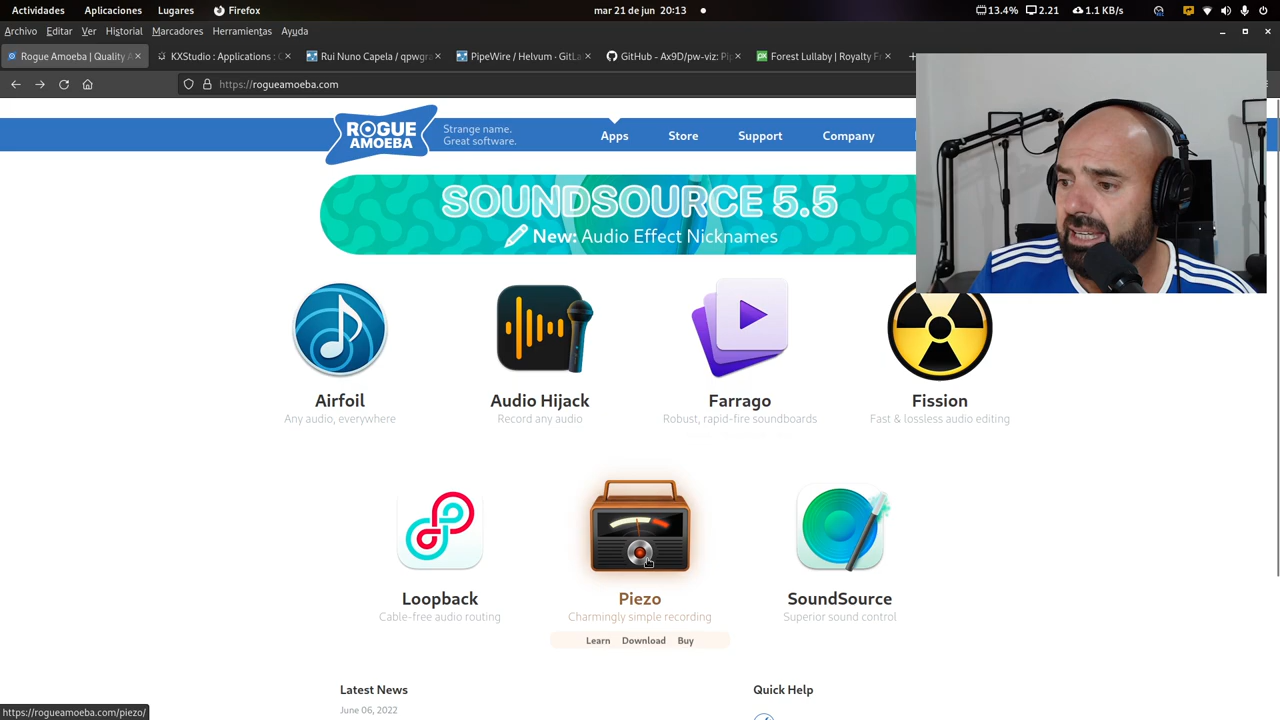 Actividades Aplicaciones Lugares Firefox mar 21 de jun 20:13 13.4% 2.21 1.1 KB/s
Archivo Editar Ver Historial Marcadores Herramientas Ayuda
Rogue Amoeba | Quality A KXStudio : Applications : C Rui Nuno Capela / qpwgra PipeWire / Helvum · GitLa GitHub - Ax9D/pw-viz: Pip Forest Lullaby | Royalty F
https://rogueamoeba.com
ROGUE
AMOEBA
Strange name.
Great software.
Apps Store Support Company
SOUNDSOURCE 5.5
New: Audio Effect Nicknames
Airfoil Audio Hijack Farrago Fission
Any audio, everywhere Record any audio Robust, rapid-fire soundboards Fast & lossless audio editing
Loopback Piezo SoundSource
Cable-free audio routing Charmingly simple recording Superior sound control
Learn Download Buy
Latest News Quick Help
June 06, 2022
https://rogueamoeba.com/piezo/